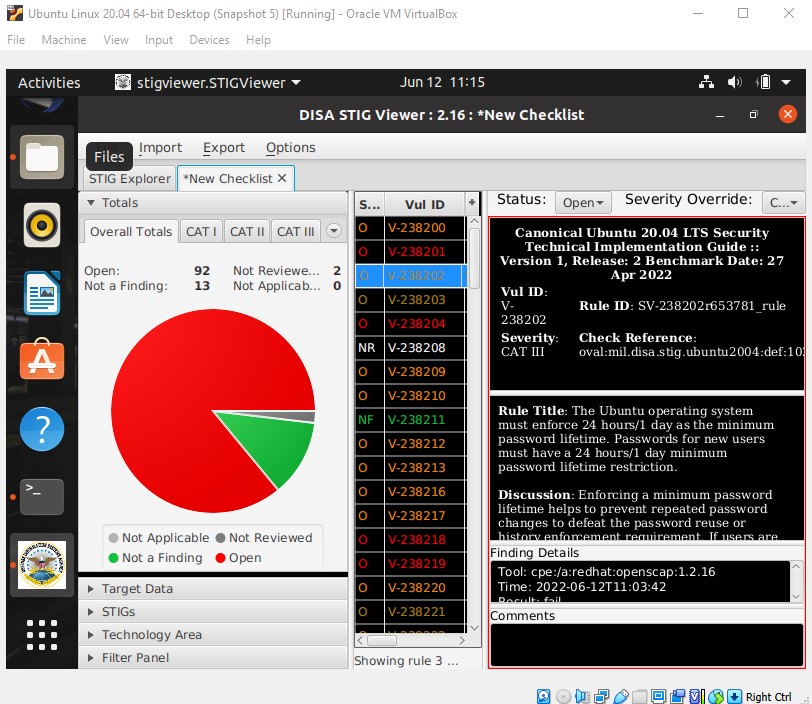 Ubuntu Linux 20.04 64-bit Desktop (Snapshot 5) [Running] - Oracle VM VirtualBox
File Machine View Input Devices Help
Activities stigviewer.STIGViewer Jun 12 11:15
DISA STIG Viewer : 2.16 : *New Checklist
Files Import Export Options
STIG Explorer *New Checklist
Totals
Overall Totals CAT I CAT II CAT III
Open: 92 Not Reviewe... 2
Not a Finding: 13 Not Applicab... 0
Not Applicable Not Reviewed
Not a Finding Open
Target Data
STIGs
Technology Area
Filter Panel
S... Vul ID +
O V-238200
O V-238201
O V-238202
O V-238203
O V-238204
NR V-238208
O V-238209
O V-238210
NF V-238211
O V-238212
O V-238213
O V-238216
O V-238217
O V-238218
O V-238219
O V-238220
O V-238221
Showing rule 3 ...
Status: Open Severity Override: C...
Canonical Ubuntu 20.04 LTS Security
Technical Implementation Guide ::
Version 1, Release: 2 Benchmark Date: 27
Apr 2022
Vul ID:
V-
238202
Rule ID: SV-238202r653781_rule
Severity:
CAT III
Check Reference:
oval:mil.disa.stig.ubuntu2004:def:10
Rule Title: The Ubuntu operating system
must enforce 24 hours/1 day as the minimum
password lifetime. Passwords for new users
must have a 24 hours/1 day minimum
password lifetime restriction.
Discussion: Enforcing a minimum password
lifetime helps to prevent repeated password
changes to defeat the password reuse or
history enforcement requirement. If users are
Finding Details
Tool: cpe:/a:redhat:openscap:1.2.16
Time: 2022-06-12T11:03:42
Result: fail
Comments
Right Ctrl